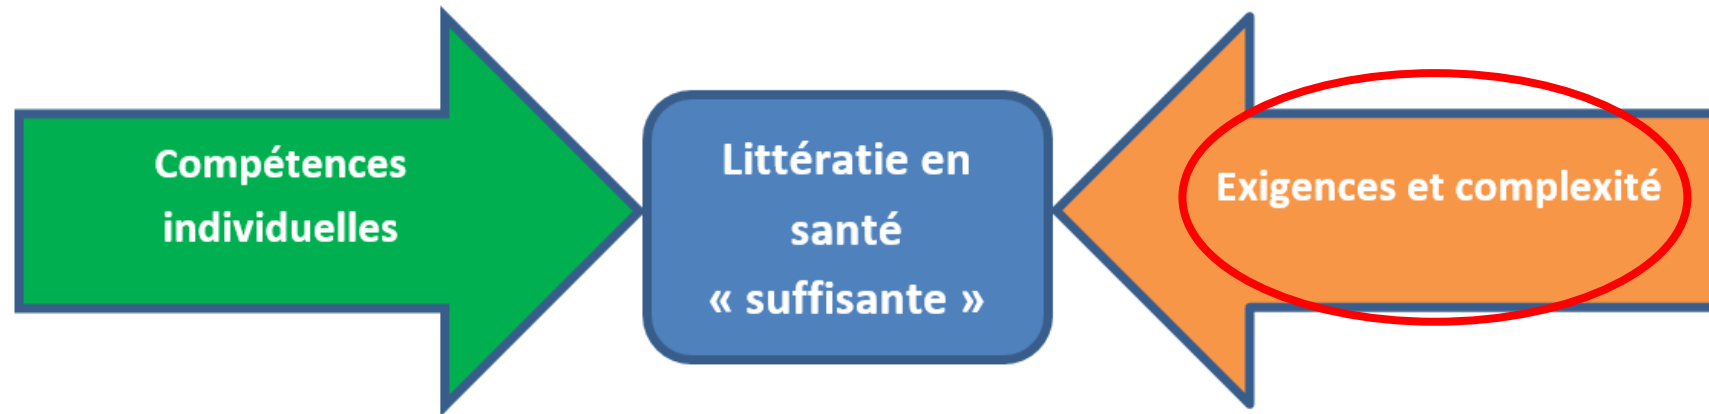 Compétences
individuelles
Littératie en
santé
« suffisante »
Exigences et complexité